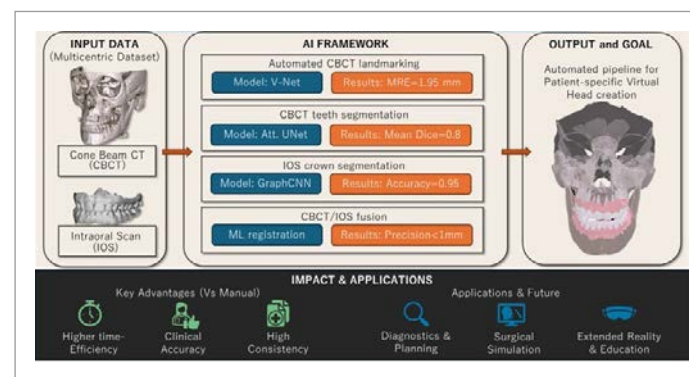 INPUT DATA
(Multicentric Dataset)
Cone Beam CT
(CBCT)
Intraoral Scan
(IOS)
AI FRAMEWORK
Automated CBCT landmarking
Model: V-Net
Results: MRE=1.95 mm
CBCT teeth segmentation
Model: Att. UNet
Results: Mean Dice=0.8
IOS crown segmentation
Model: GraphCNN
Results: Accuracy=0.95
CBCT/IOS fusion
ML registration
Results: Precision<1mm
OUTPUT and GOAL
Automated pipeline for
Patient-specific Virtual
Head creation
IMPACT & APPLICATIONS
Key Advantages (Vs Manual)
Higher time-
Efficiency
Clinical
Accuracy
High
Consistency
Applications & Future
Diagnostics &
Planning
Surgical
Simulation
Extended Reality
& Education